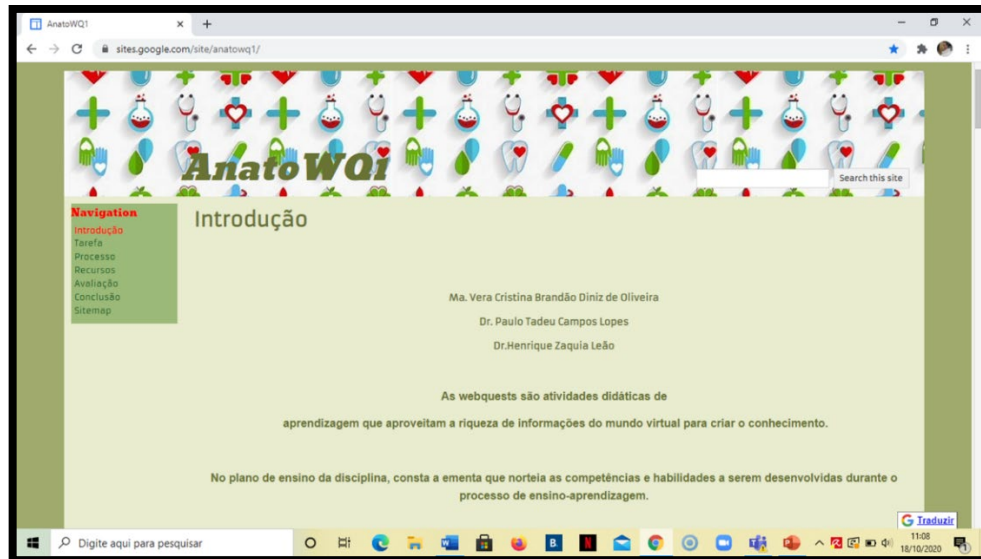 AnatoWQ1
sites.google.com/site/anatowq1/
AnatoWQ1
Search this site
Navigation
Introdução
Tarefa
Processo
Recursos
Avaliação
Conclusão
Sitemap
Introdução
Ma. Vera Cristina Brandão Diniz de Oliveira
Dr. Paulo Tadeu Campos Lopes
Dr.Henrique Zaquia Leão
As webquests são atividades didáticas de
aprendizagem que aproveitam a riqueza de informações do mundo virtual para criar o conhecimento.
No plano de ensino da disciplina, consta a ementa que norteia as competências e habilidades a serem desenvolvidas durante o
processo de ensino-aprendizagem.
G Traduzir
Digite aqui para pesquisar
11:08
18/10/2020